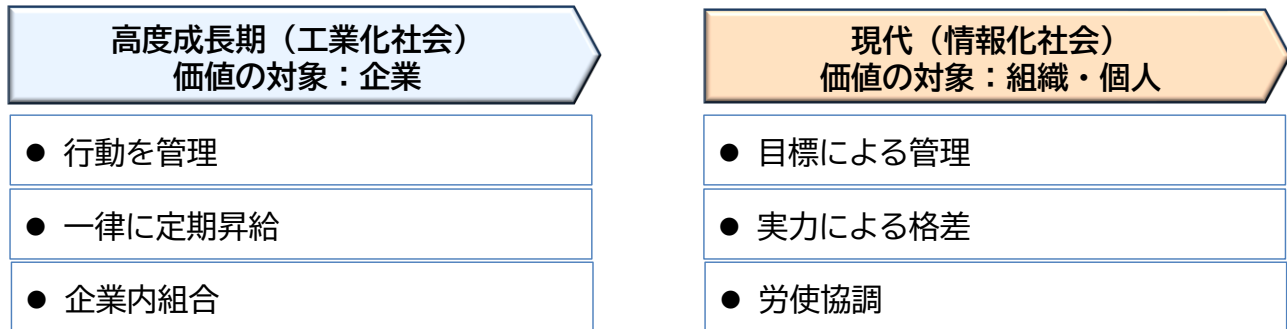 高度成長期（工業化社会）
価値の対象：企業
● 行動を管理
● 一律に定期昇給
● 企業内組合
現代（情報化社会）
価値の対象：組織・個人
● 目標による管理
● 実力による格差
● 労使協調